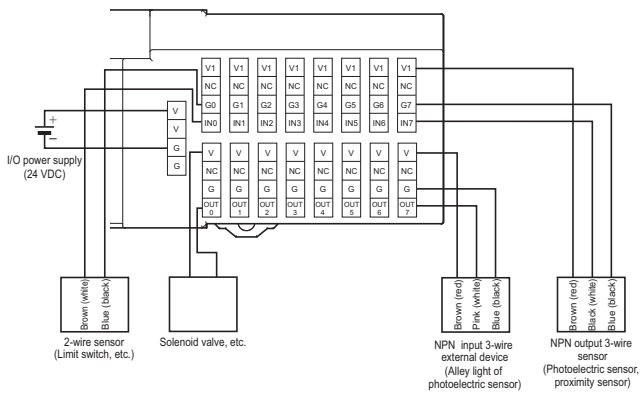 V1 V1 V1 V1 V1 V1 V1 V1
NC NC NC NC NC NC NC NC
G0 G1 G2 G3 G4 G5 G6 G7
IN0 IN1 IN2 IN3 IN4 IN5 IN6 IN7
V
V
G
G
+
−
I/O power supply
(24 VDC)
V V V V V V V V
NC NC NC NC NC NC NC NC
G G G G G G G G
OUT OUT OUT OUT OUT OUT OUT OUT
0 1 2 3 4 5 6 7
Brown (white)
Blue (black)
2-wire sensor
(Limit switch, etc.)
Solenoid valve, etc.
Brown (red)
Pink (white)
Blue (black)
NPN input 3-wire
external device
(Alley light of
photoelectric sensor)
Brown (red)
Black (white)
Blue (black)
NPN output 3-wire
sensor
(Photoelectric sensor,
proximity sensor)